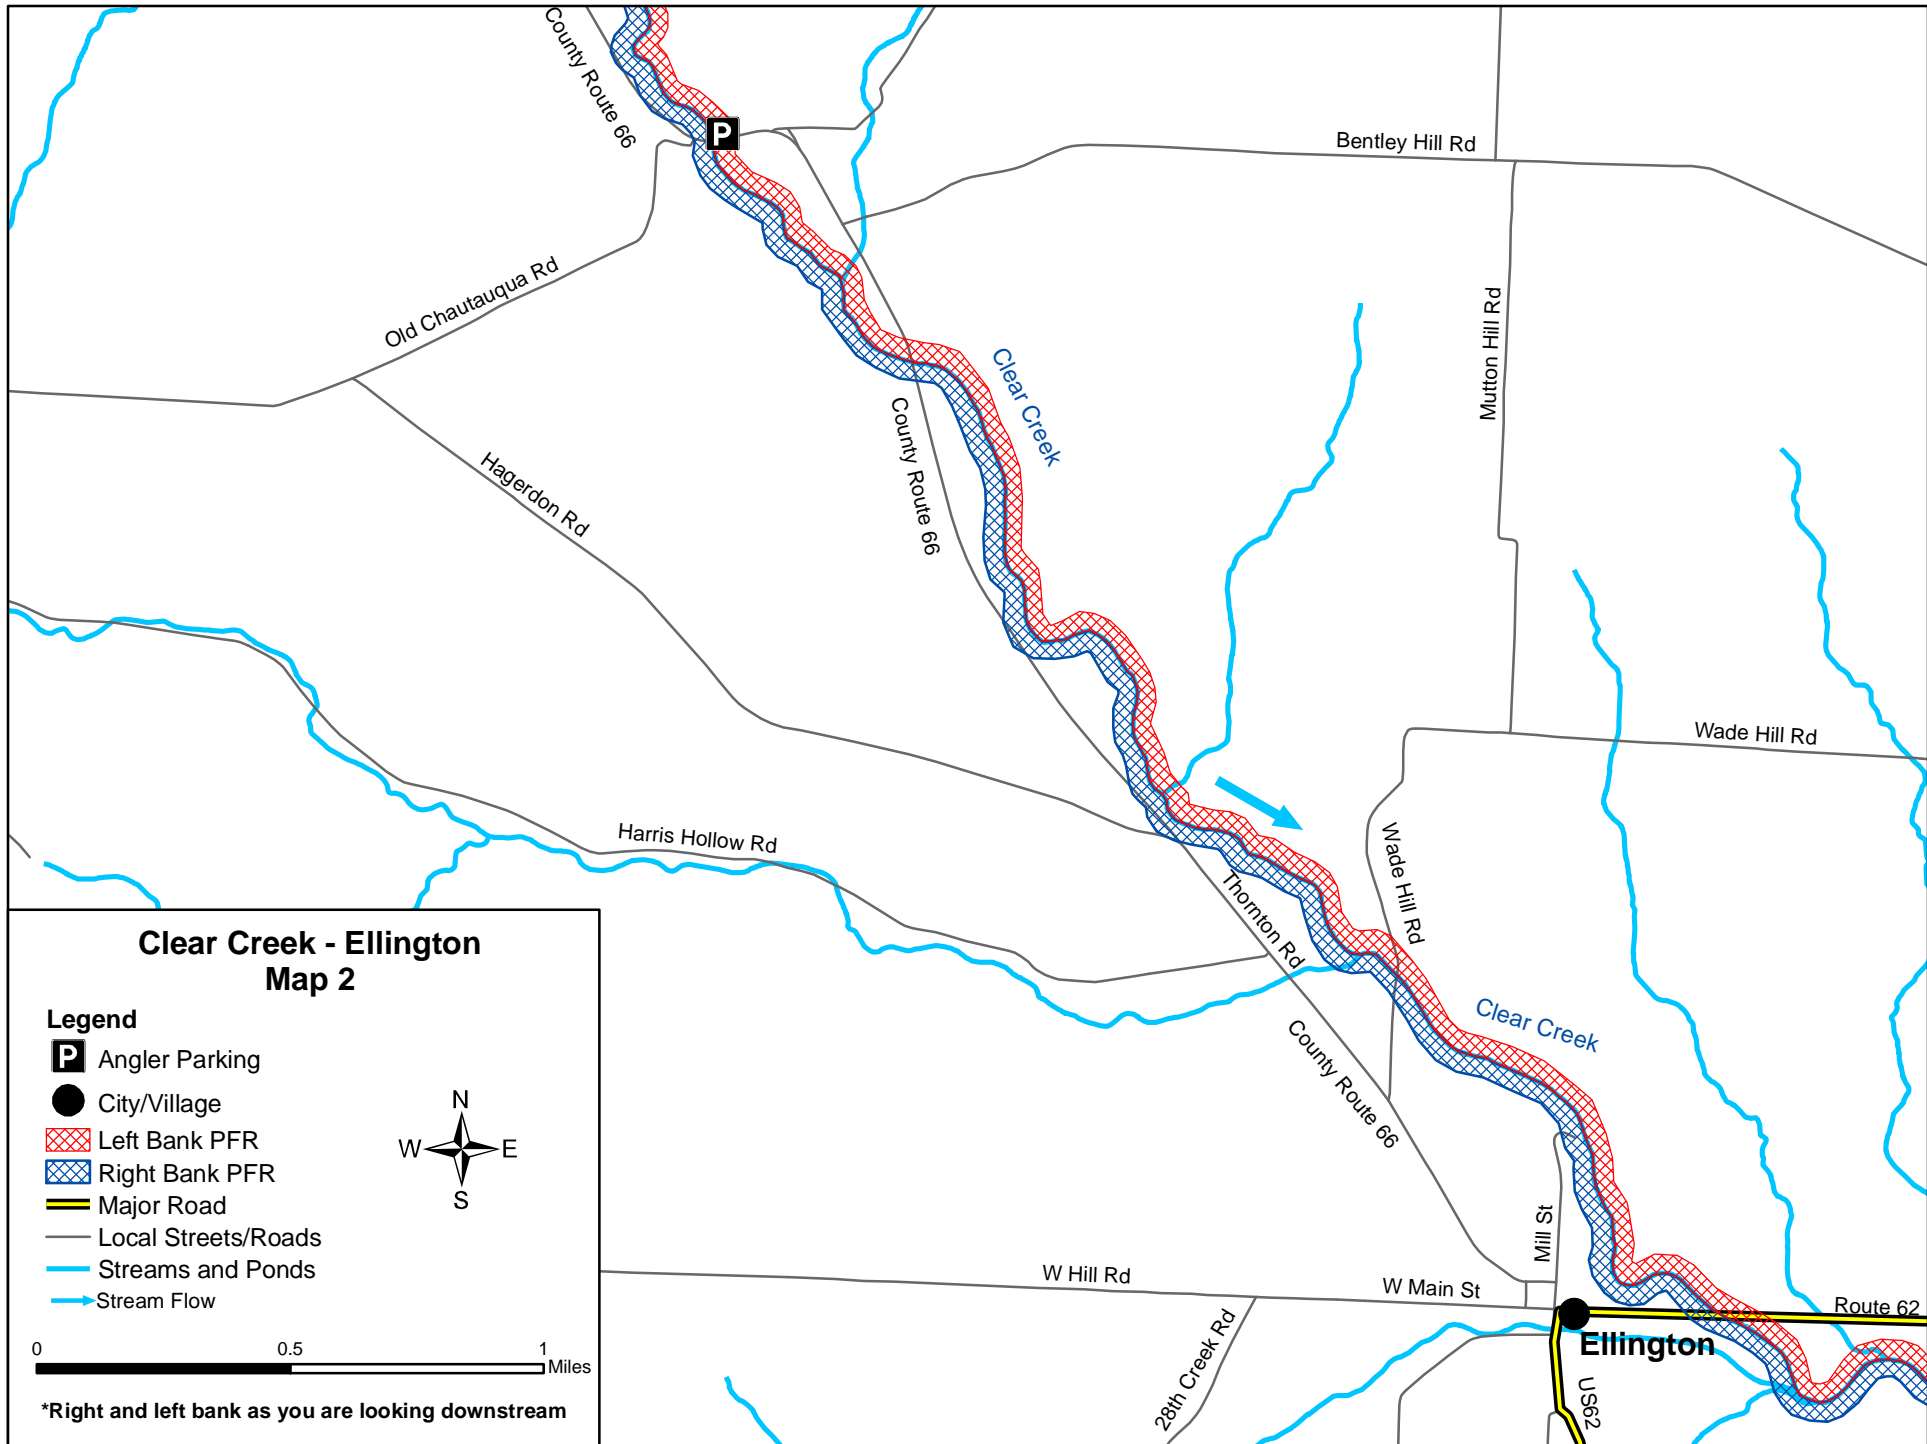 County Route 66
P
Bentley Hill Rd
Old Chautauqua Rd
Mutton Hill Rd
Clear Creek
County Route 66
Hagerdon Rd
Wade Hill Rd
Harris Hollow Rd
Wade Hill Rd
Thornton Rd
Clear Creek
County Route 66
Mill St
W Hill Rd
W Main St
Route 62
Ellington
28th Creek Rd
US62
Clear Creek - Ellington
Map 2
Legend
P Angler Parking
City/Village
Left Bank PFR
Right Bank PFR
Major Road
Local Streets/Roads
Streams and Ponds
Stream Flow
N
W E
S
0 0.5 1
Miles
*Right and left bank as you are looking downstream